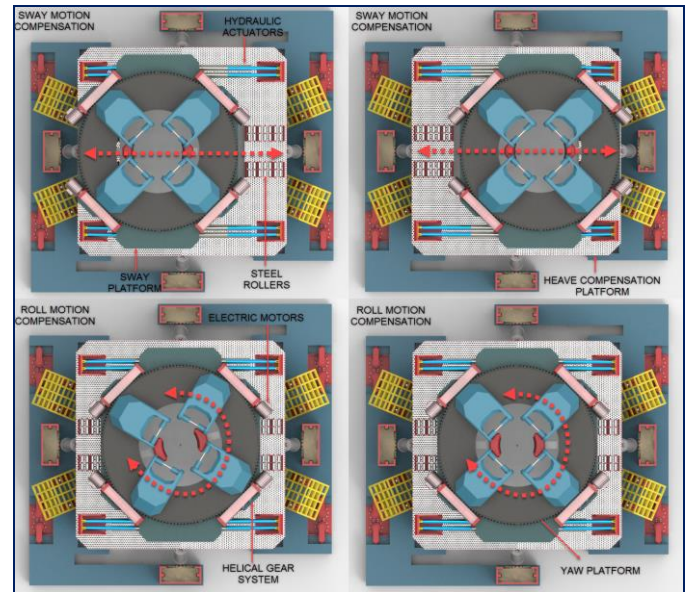 SWAY MOTION
COMPENSATION
HYDRAULIC
ACTUATORS
SWAY
PLATFORM
STEEL
ROLLERS
SWAY MOTION
COMPENSATION
HEAVE COMPENSATION
PLATFORM
ROLL MOTION
COMPENSATION
ELECTRIC MOTORS
HELICAL GEAR
SYSTEM
ROLL MOTION
COMPENSATION
YAW PLATFORM